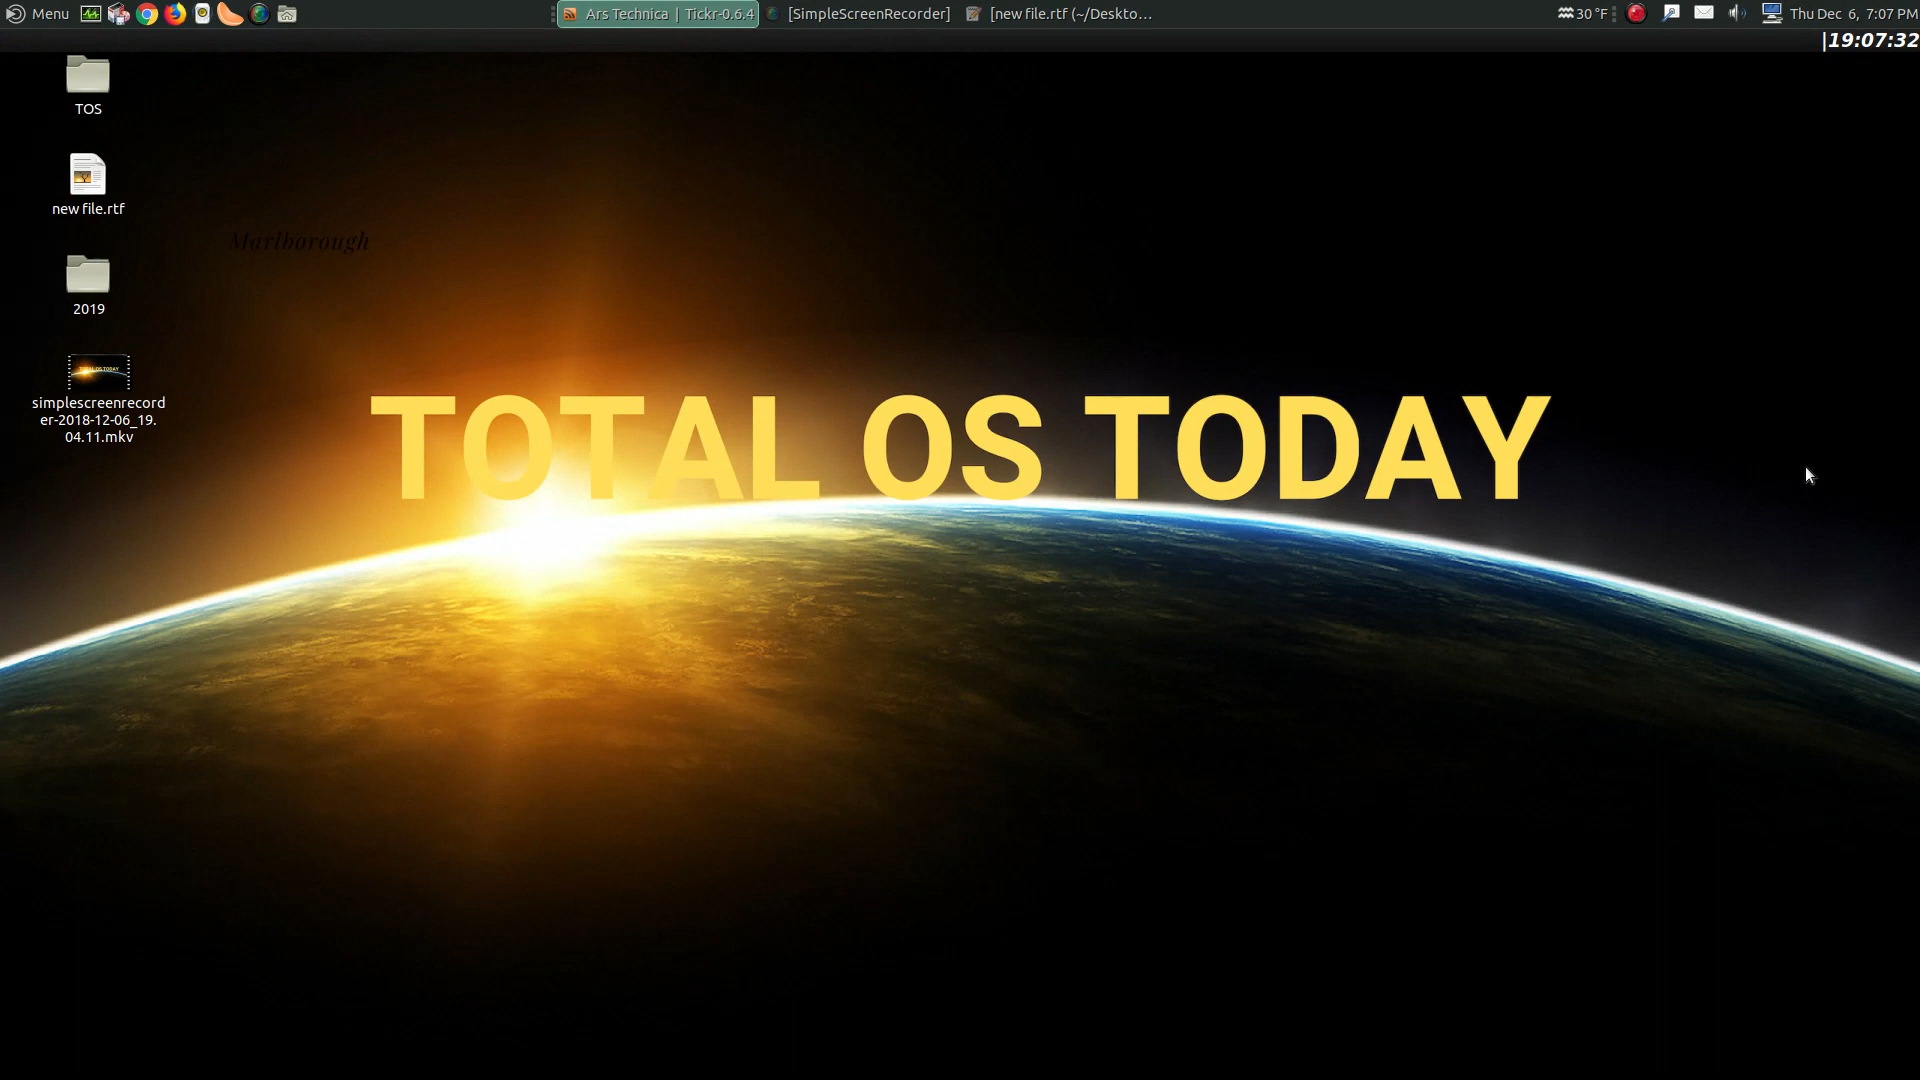 Menu
Ars Technica | Tickr-0.6.4
[SimpleScreenRecorder]
[new file.rtf (~/Deskto...
30 °F
Thu Dec 6, 7:07 PM
|19:07:32
TOS
new file.rtf
Marlborough
2019
simplescreenrecord
er-2018-12-06_19.
04.11.mkv
TOTAL OS TODAY